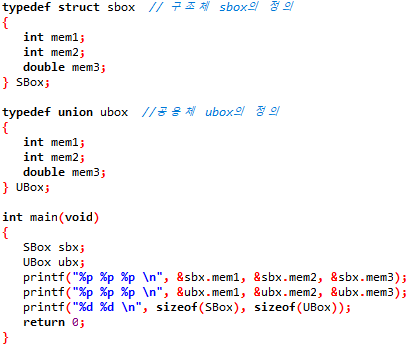 typedef struct sbox  // 구조체 sbox의 정의
{
   int mem1;
   int mem2;
   double mem3;
} SBox;

typedef union ubox  //공용체 ubox의 정의
{
   int mem1;
   int mem2;
   double mem3;
} UBox;

int main(void)
{
   SBox sbx;
   UBox ubx;
   printf("%p %p %p \n", &sbx.mem1, &sbx.mem2, &sbx.mem3);
   printf("%p %p %p \n", &ubx.mem1, &ubx.mem2, &ubx.mem3);
   printf("%d %d \n", sizeof(SBox), sizeof(UBox));
   return 0;
}